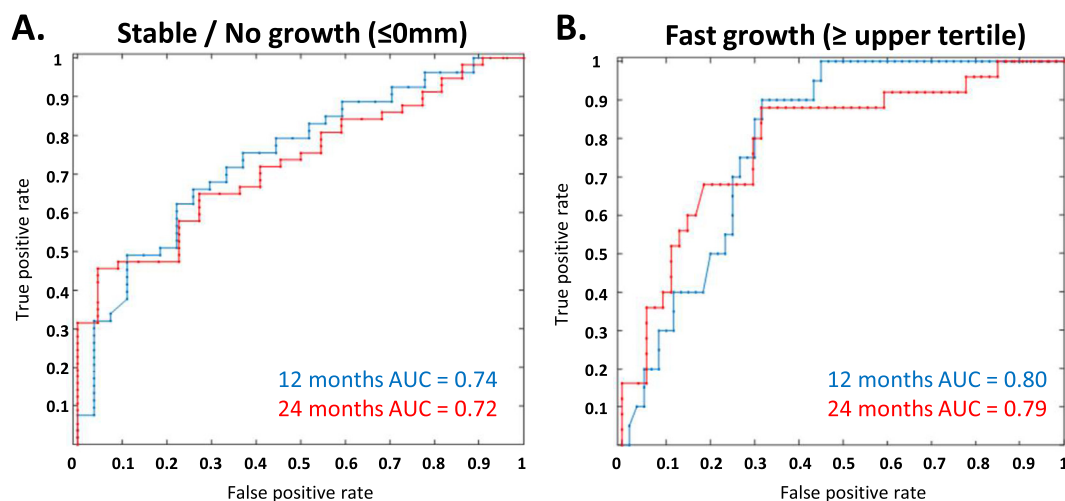 A.
Stable / No growth (≤0mm)
1
0.9
0.8
0.7
0.6
0.5
0.4
0.3
0.2
0.1
True positive rate
12 months AUC = 0.74
24 months AUC = 0.72
0 0.1 0.2 0.3 0.4 0.5 0.6 0.7 0.8 0.9 1
False positive rate
B.
Fast growth (≥ upper tertile)
1
0.9
0.8
0.7
0.6
0.5
0.4
0.3
0.2
0.1
True positive rate
12 months AUC = 0.80
24 months AUC = 0.79
0 0.1 0.2 0.3 0.4 0.5 0.6 0.7 0.8 0.9 1
False positive rate